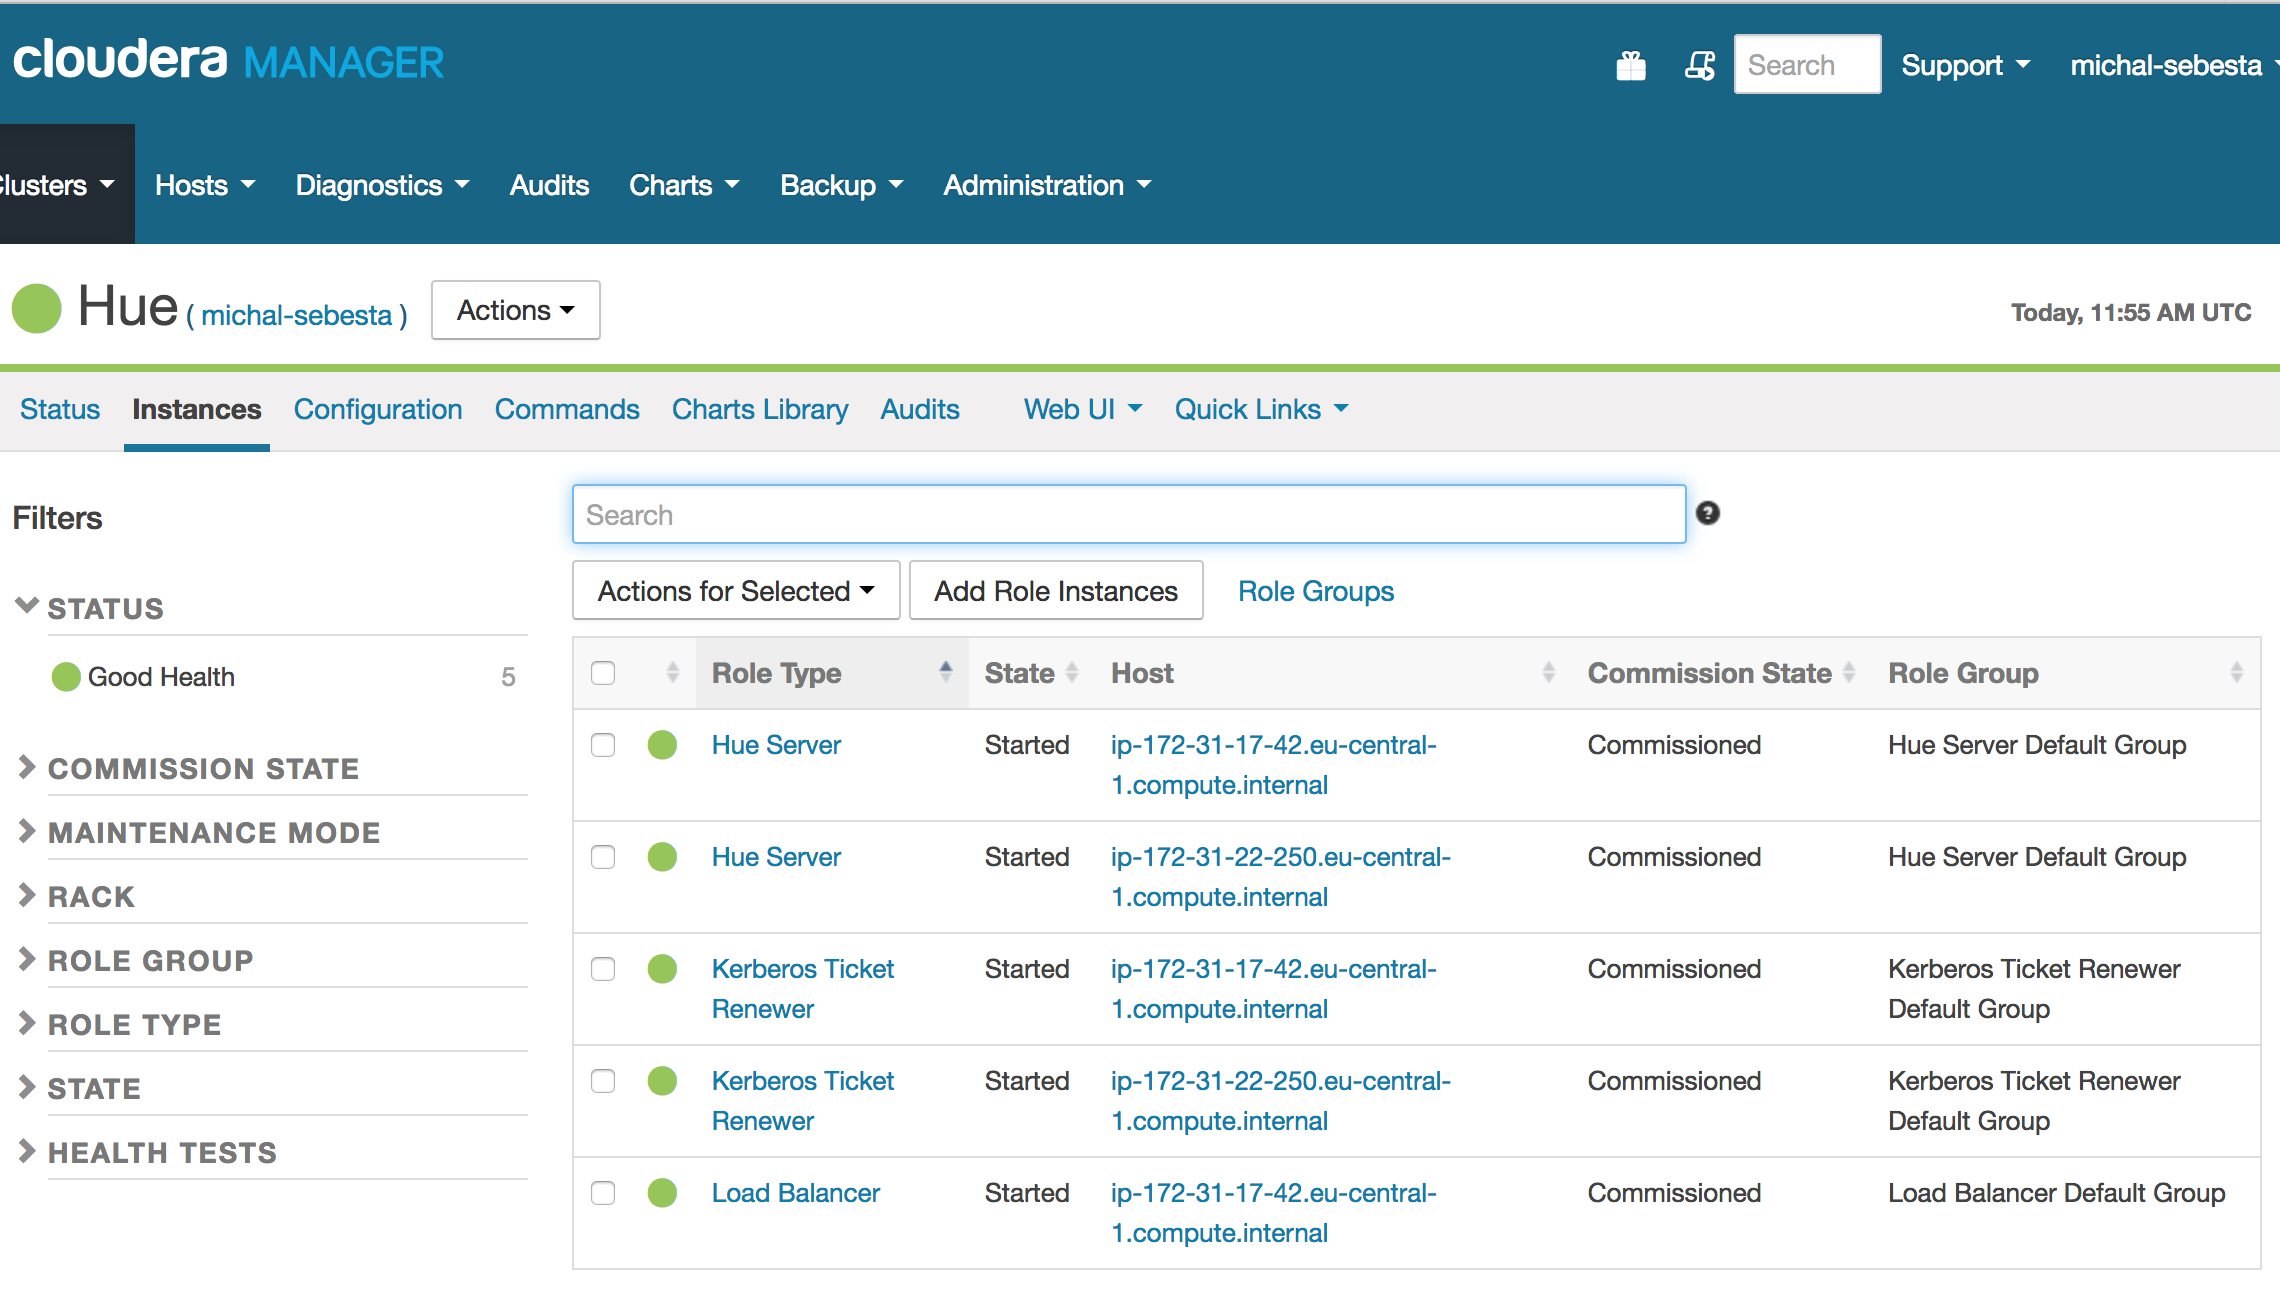 cloudera MANAGER
Search
Support
michal-sebesta
Clusters
Hosts
Diagnostics
Audits
Charts
Backup
Administration
Hue ( michal-sebesta )
Actions
Today, 11:55 AM UTC
Status
Instances
Configuration
Commands
Charts Library
Audits
Web UI
Quick Links
Filters
STATUS
Good Health 5
COMMISSION STATE
MAINTENANCE MODE
RACK
ROLE GROUP
ROLE TYPE
STATE
HEALTH TESTS
Search
?
Actions for Selected
Add Role Instances
Role Groups
Role Type State Host Commission State Role Group
Hue Server Started ip-172-31-17-42.eu-central- Commissioned Hue Server Default Group
1.compute.internal
Hue Server Started ip-172-31-22-250.eu-central- Commissioned Hue Server Default Group
1.compute.internal
Kerberos Ticket Started ip-172-31-17-42.eu-central- Commissioned Kerberos Ticket Renewer
Renewer 1.compute.internal Default Group
Kerberos Ticket Started ip-172-31-22-250.eu-central- Commissioned Kerberos Ticket Renewer
Renewer 1.compute.internal Default Group
Load Balancer Started ip-172-31-17-42.eu-central- Commissioned Load Balancer Default Group
1.compute.internal